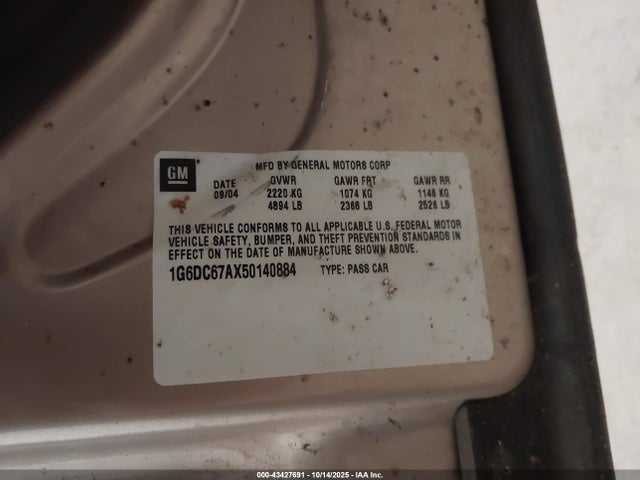 GM
MFD BY GENERAL MOTORS CORP
DATE GVWR GAWR FRT GAWR RR
09/04 2220 KG 1074 KG 1146 KG
4894 LB 2368 LB 2526 LB
THIS VEHICLE CONFORMS TO ALL APPLICABLE U.S. FEDERAL MOTOR
VEHICLE SAFETY, BUMPER, AND THEFT PREVENTION STANDARDS IN
EFFECT ON THE DATE OF MANUFACTURE SHOWN ABOVE.
1G6DC67AX50140884 TYPE: PASS CAR
000-43427691 - 10/14/2025 - IAA Inc.